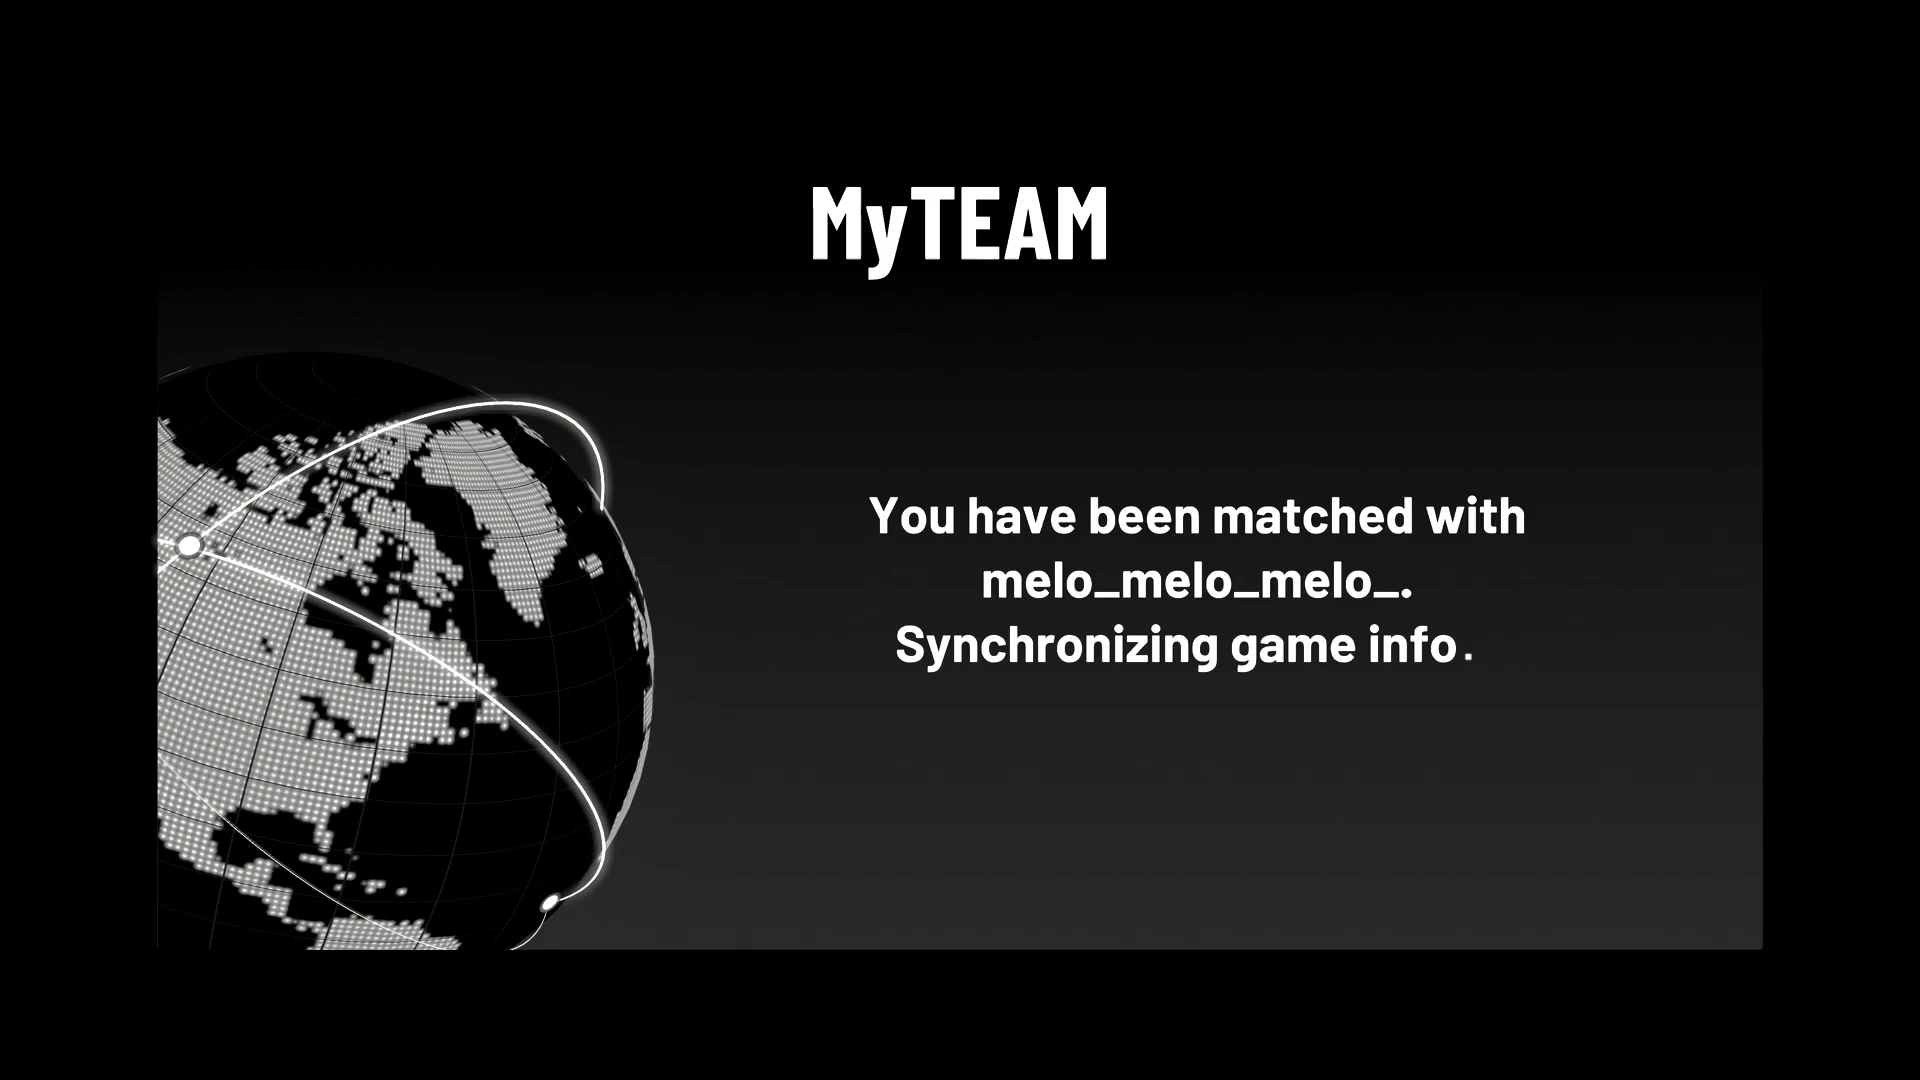 MyTEAM
You have been matched with
melo_melo_melo_.
Synchronizing game info.